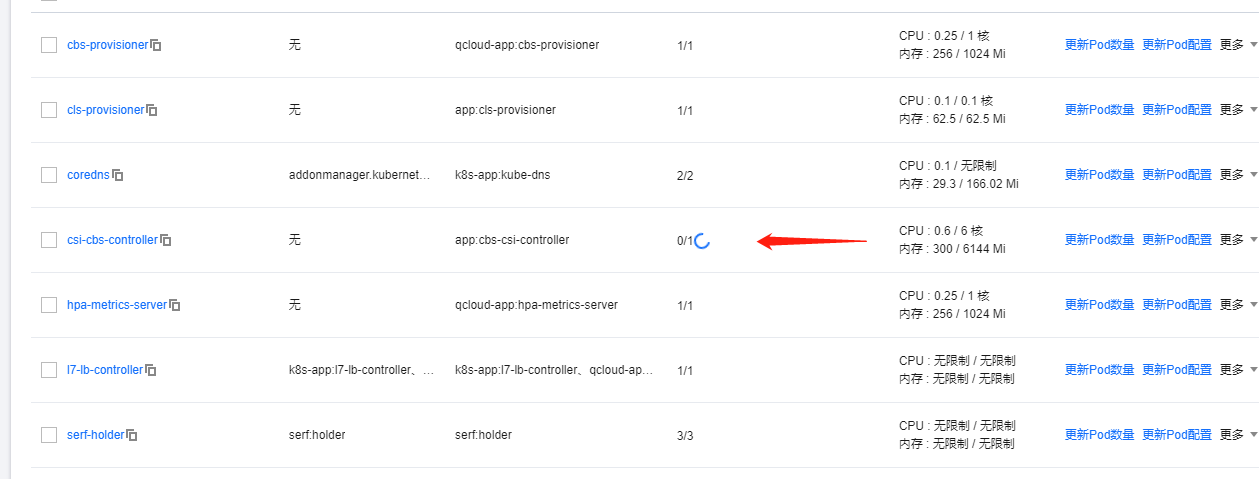 cbs-provisioner 无 qcloud-app:cbs-provisioner 1/1 CPU : 0.25 / 1 核 更新Pod数量 更新Pod配置 更多
内存 : 256 / 1024 Mi
cls-provisioner 无 app:cls-provisioner 1/1 CPU : 0.1 / 0.1 核 更新Pod数量 更新Pod配置 更多
内存 : 62.5 / 62.5 Mi
coredns addonmanager.kubernet... k8s-app:kube-dns 2/2 CPU : 0.1 / 无限制 更新Pod数量 更新Pod配置 更多
内存 : 29.3 / 166.02 Mi
csi-cbs-controller 无 app:cbs-csi-controller 0/1 CPU : 0.6 / 6 核 更新Pod数量 更新Pod配置 更多
内存 : 300 / 6144 Mi
hpa-metrics-server 无 qcloud-app:hpa-metrics-server 1/1 CPU : 0.25 / 1 核 更新Pod数量 更新Pod配置 更多
内存 : 256 / 1024 Mi
l7-lb-controller k8s-app:l7-lb-controller、... k8s-app:l7-lb-controller、qcloud-ap... 1/1 CPU : 无限制 / 无限制 更新Pod数量 更新Pod配置 更多
内存 : 无限制 / 无限制
serf-holder serf:holder serf:holder 3/3 CPU : 无限制 / 无限制 更新Pod数量 更新Pod配置 更多
内存 : 无限制 / 无限制